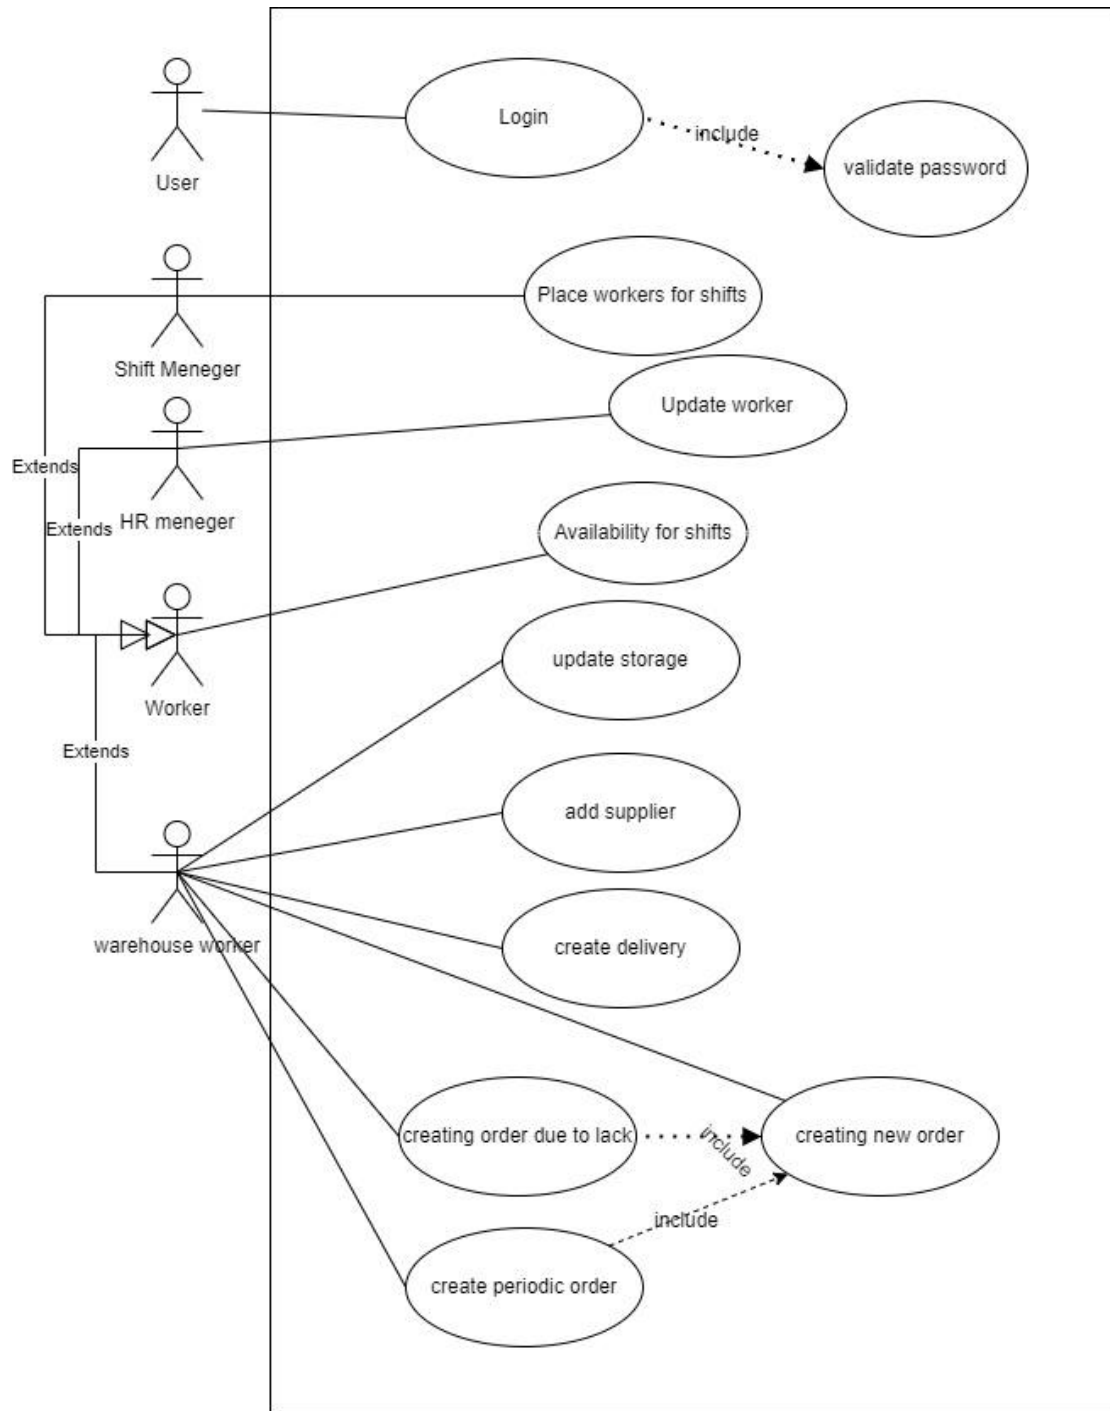 Login
include
validate password
User
Place workers for shifts
Shift Meneger
Update worker
Extends
HR meneger
Extends
Availability for shifts
update storage
Worker
Extends
add supplier
warehouse worker
create delivery
creating order due to lack
include
creating new order
include
create periodic order